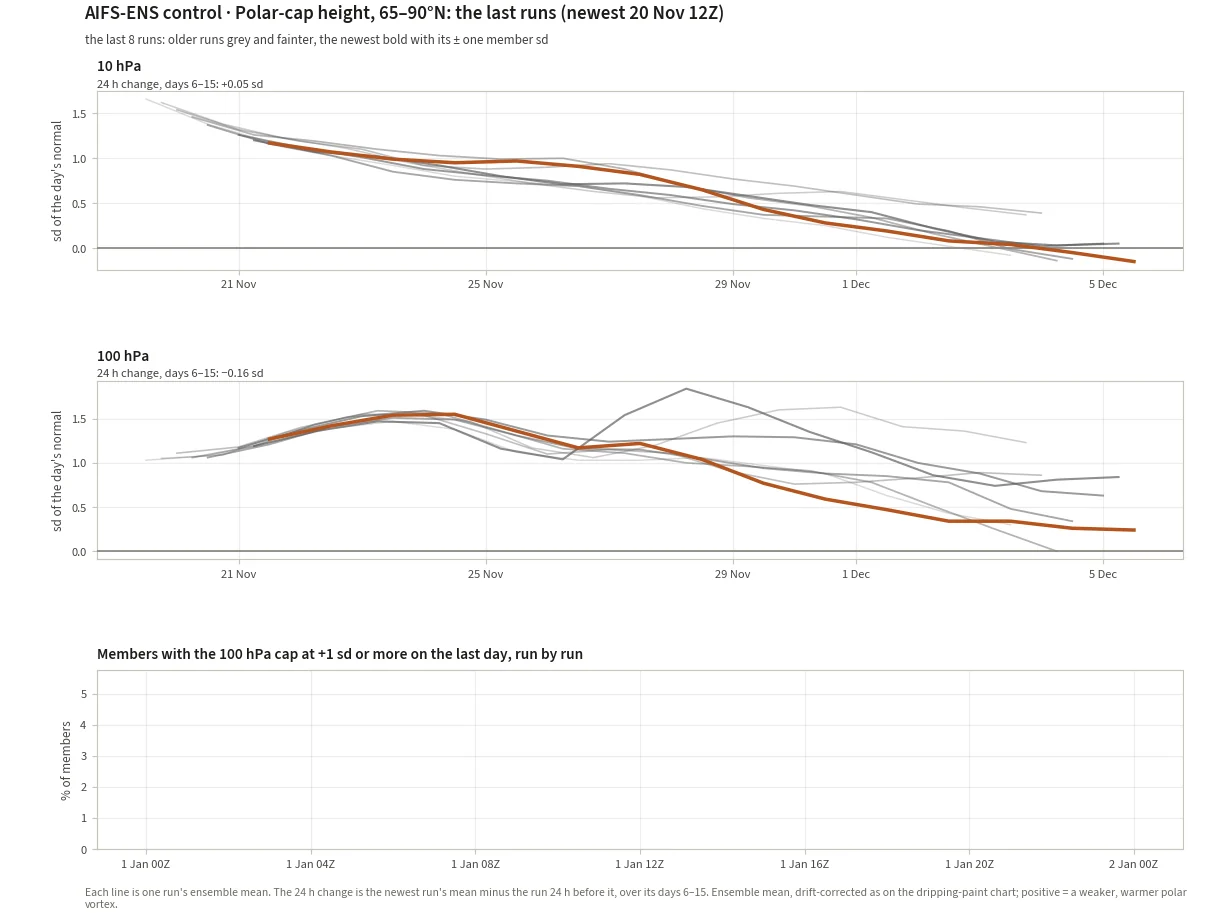 AIFS-ENS control · Polar-cap height, 65–90°N: the last runs (newest 20 Nov 12Z)
the last 8 runs: older runs grey and fainter, the newest bold with its ± one member sd
10 hPa
24 h change, days 6–15: +0.05 sd
sd of the day's normal
1.5
1.0
0.5
0.0
21 Nov
25 Nov
29 Nov
1 Dec
5 Dec
100 hPa
24 h change, days 6–15: −0.16 sd
sd of the day's normal
1.5
1.0
0.5
0.0
21 Nov
25 Nov
29 Nov
1 Dec
5 Dec
Members with the 100 hPa cap at +1 sd or more on the last day, run by run
% of members
5
4
3
2
1
0
1 Jan 00Z
1 Jan 04Z
1 Jan 08Z
1 Jan 12Z
1 Jan 16Z
1 Jan 20Z
2 Jan 00Z
Each line is one run's ensemble mean. The 24 h change is the newest run's mean minus the run 24 h before it, over its days 6–15. Ensemble mean, drift-corrected as on the dripping-paint chart; positive = a weaker, warmer polar
vortex.